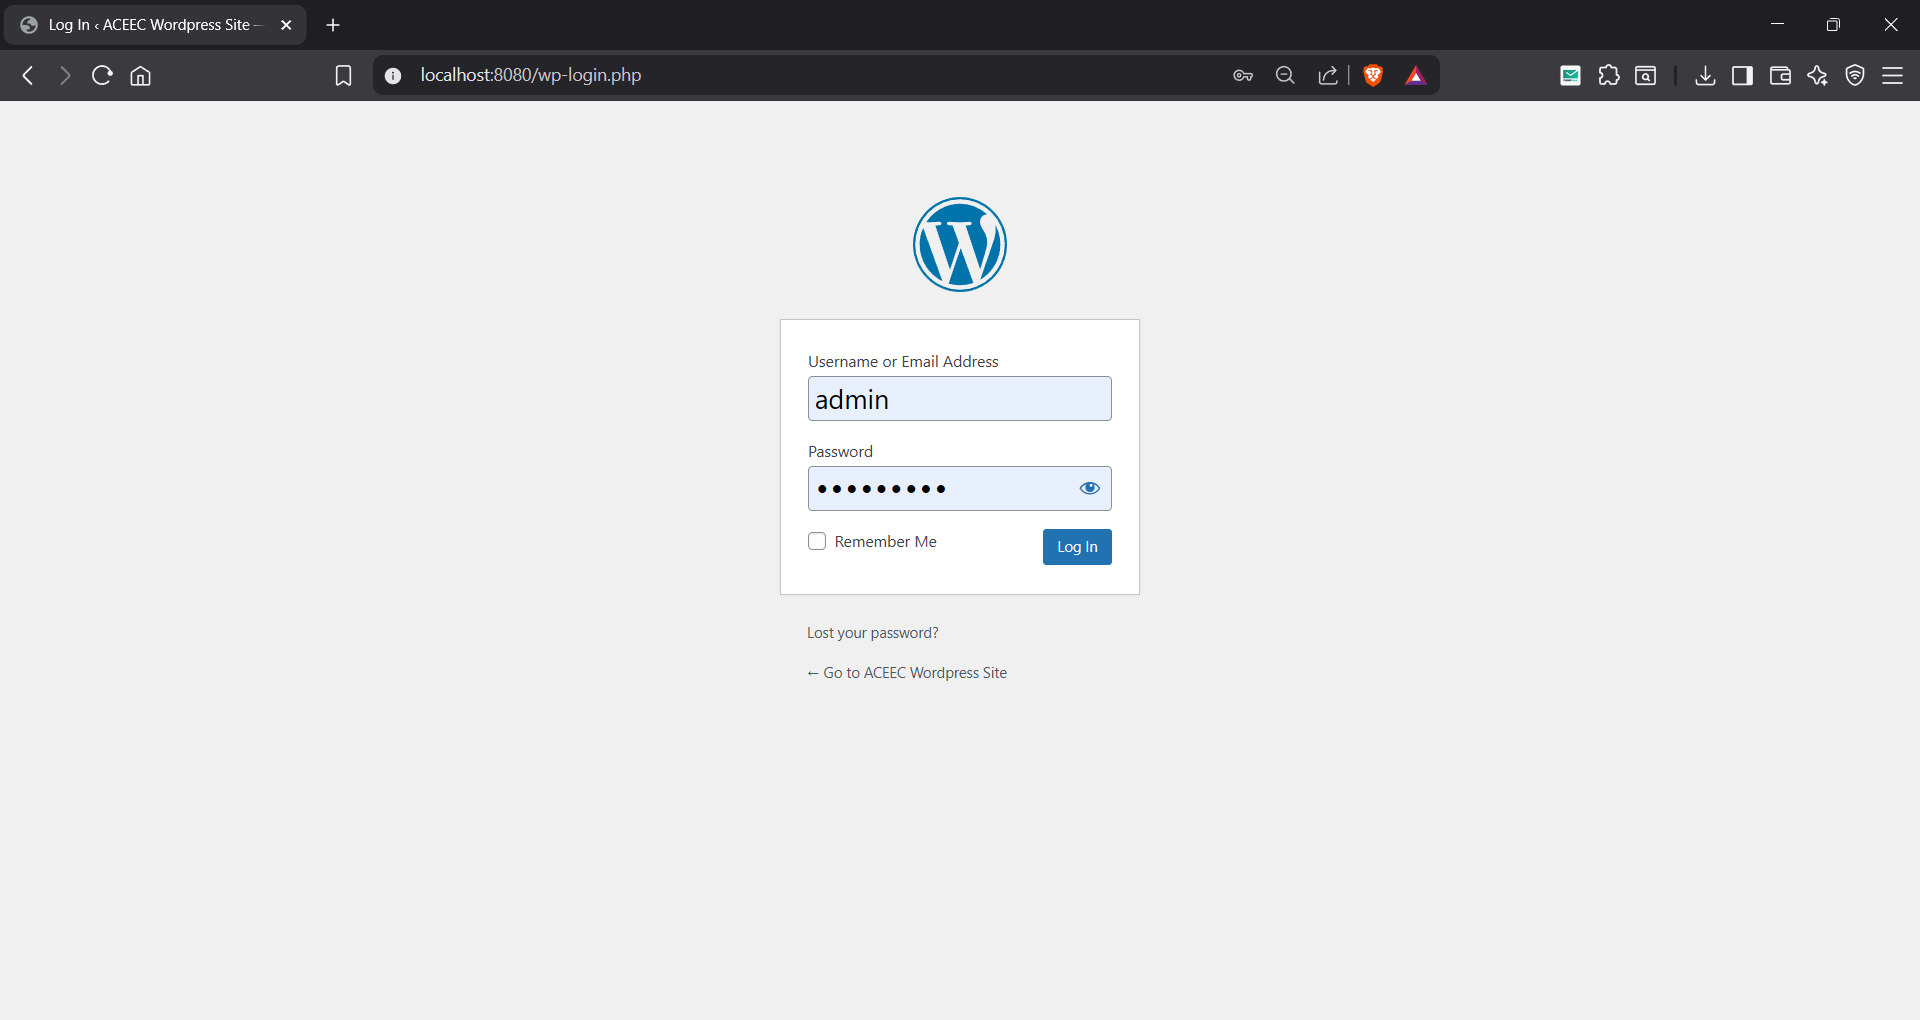 Log In ‹ ACEEC Wordpress Site —
localhost:8080/wp-login.php
Username or Email Address
admin
Password
•••••••••
Remember Me
Log In
Lost your password?
← Go to ACEEC Wordpress Site